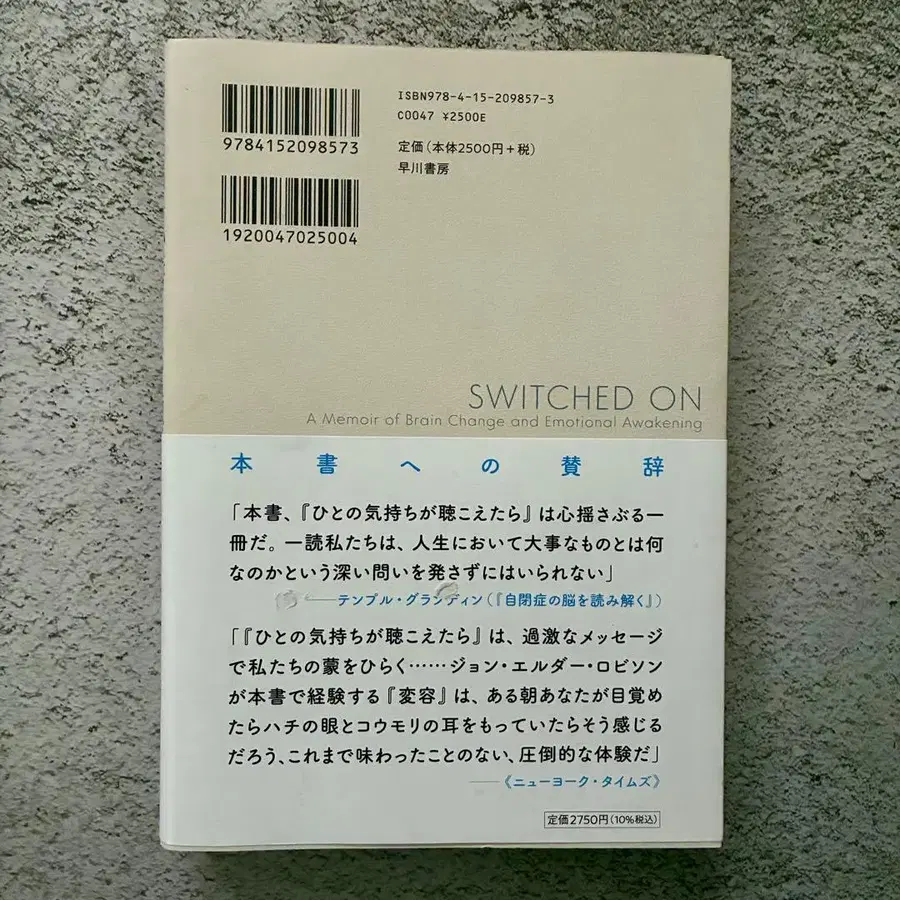 9784152098573
1920047025004
ISBN978-4-15-209857-3
C0047 ¥2500E
定価(本体2500円+税)
早川書房
SWITCHED ON
A Memoir of Brain Change and Emotional Awakening
本書への賛辞
「本書、『ひとの気持ちが聴こえたら』は心揺さぶる一
冊だ。一読私たちは、人生において大事なものとは何
なのかという深い問いを発さずにはいられない」
──テンプル・グランディン(『自閉症の脳を読み解く』)
「『ひとの気持ちが聴こえたら』は、過激なメッセージ
で私たちの蒙をひらく……ジョン・エルダー・ロビソン
が本書で経験する『変容』は、ある朝あなたが目覚め
たらハチの眼とコウモリの耳をもっていたらそう感じる
だろう、これまで味わったことのない、圧倒的な体験だ」
──《ニューヨーク・タイムズ》
定価2750円(10%税込)